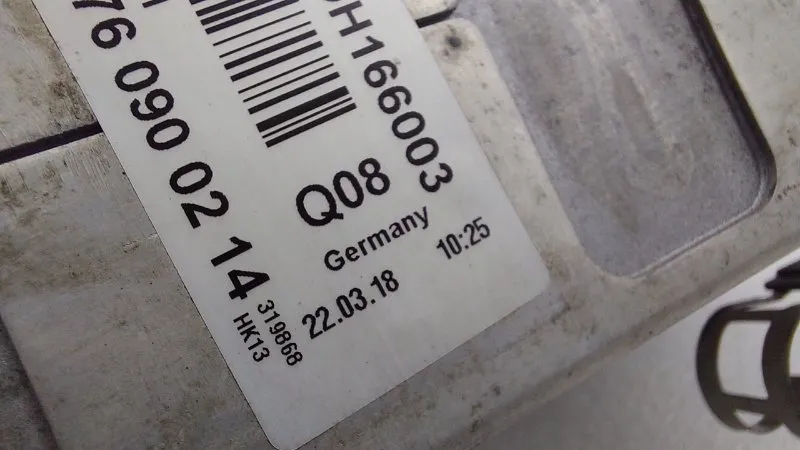 H166003
76 090 02 14
Q08
Germany
319868
HK13
22.03.18 10:25